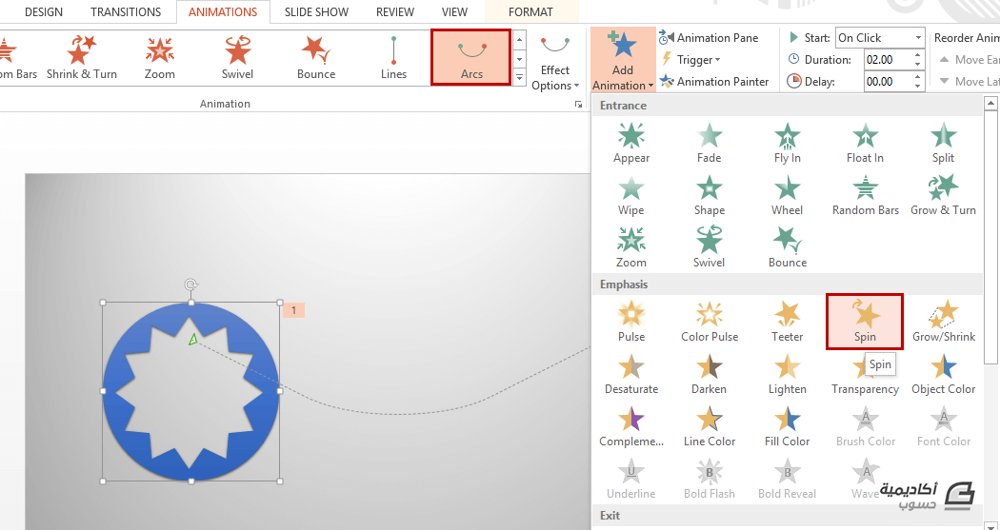 DESIGN TRANSITIONS ANIMATIONS SLIDE SHOW REVIEW VIEW FORMAT
Bars Shrink & Turn Zoom Swivel Bounce Lines Arcs
Effect Options
Animation
Add Animation
Animation Pane
Trigger
Animation Painter
Start: On Click
Duration: 02.00
Delay: 00.00
Reorder
Move
Move
Entrance
Appear Fade Fly In Float In Split
Wipe Shape Wheel Random Bars Grow & Turn
Zoom Swivel Bounce
Emphasis
1
Pulse Color Pulse Teeter Spin Grow/Shrink
Spin
Desaturate Darken Lighten Transparency Object Color
Compleme... Line Color Fill Color Brush Color Font Color
U A B B A A
Underline Bold Flash Bold Reveal Wave
أكاديمية
حسوب
Exit